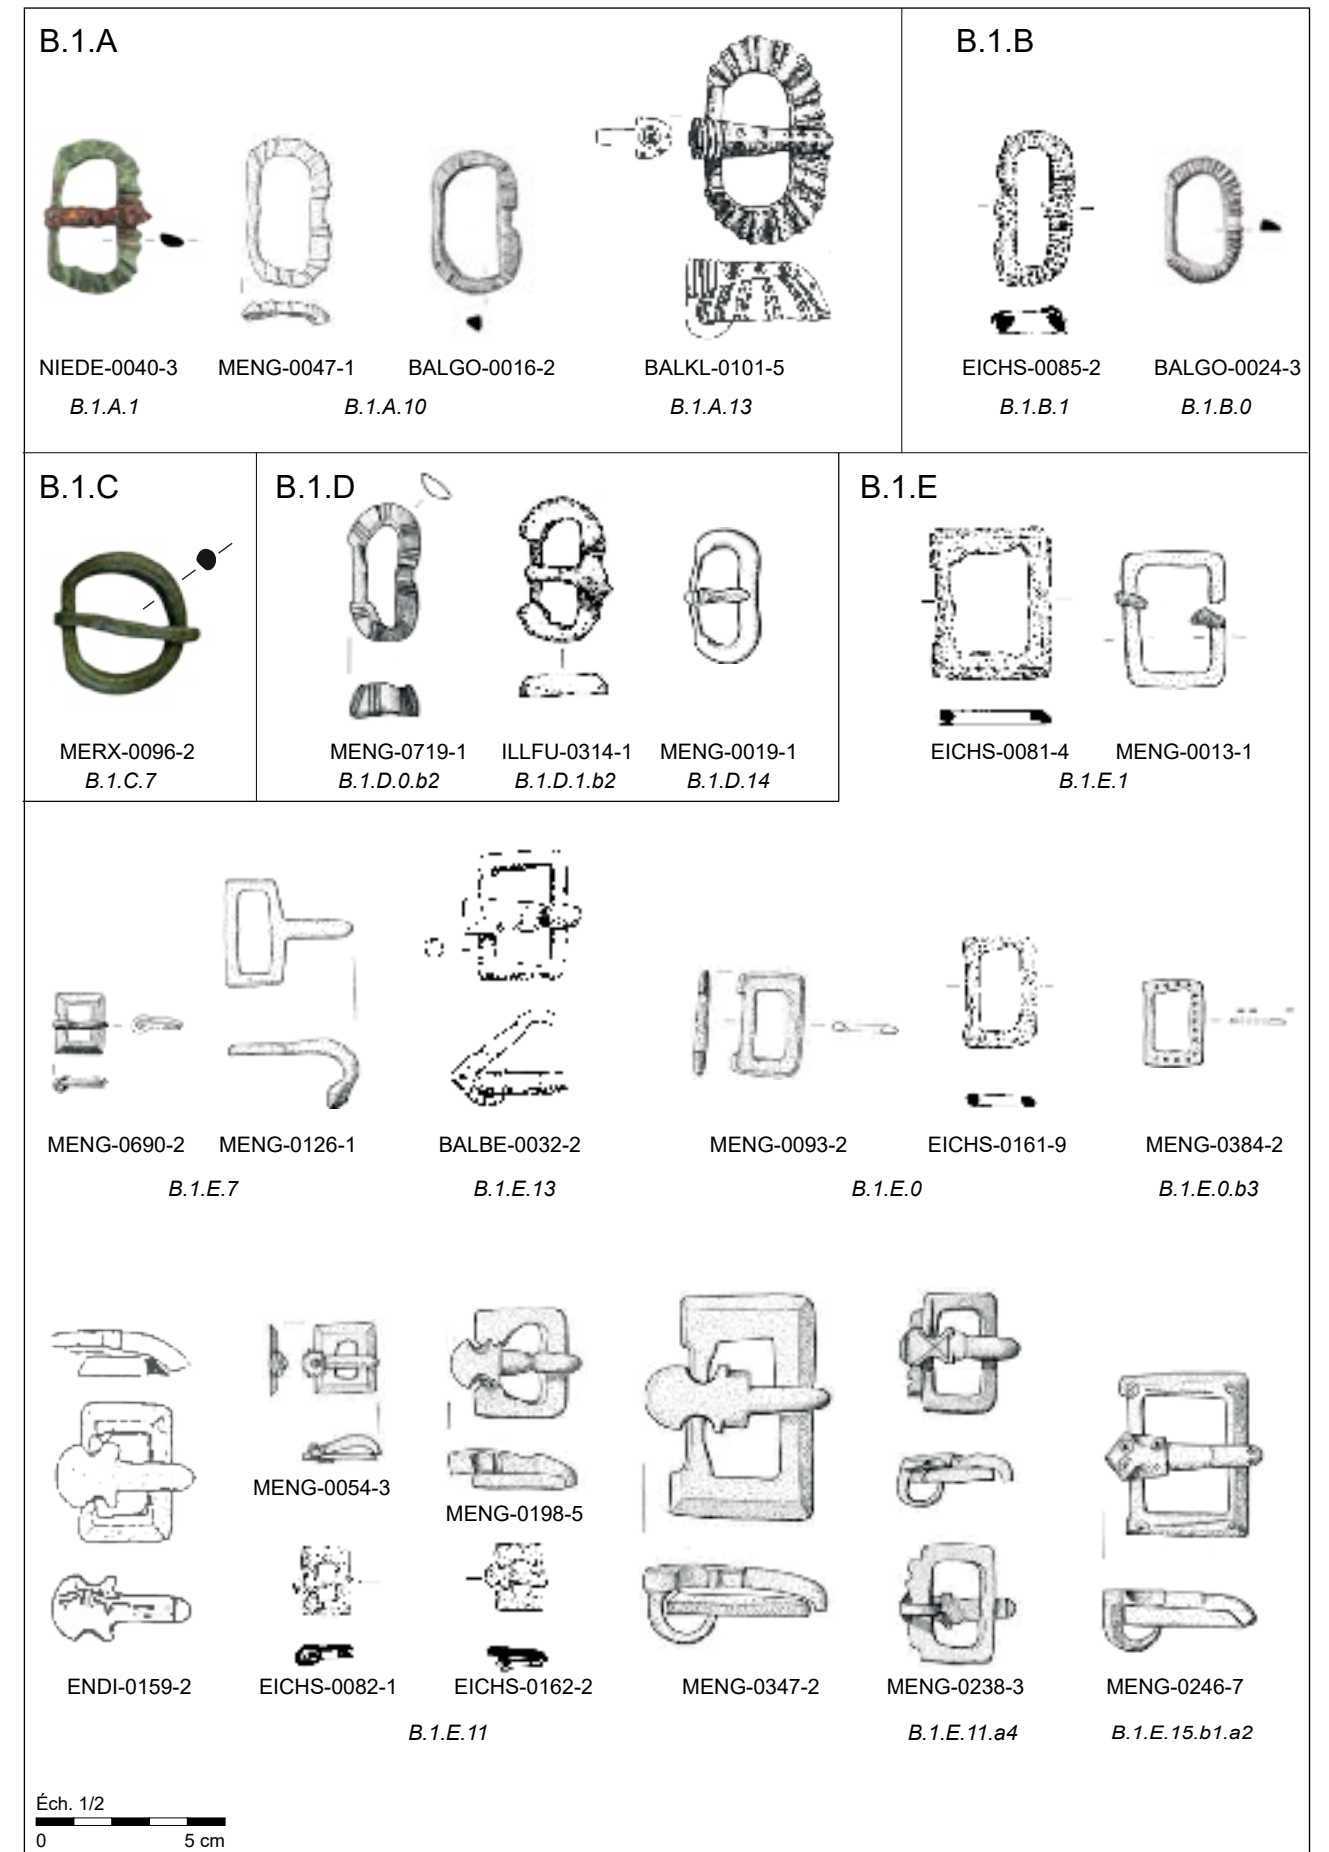 B.1.A
B.1.B
NIEDE-0040-3 MENG-0047-1 BALGO-0016-2 BALKL-0101-5 EICHS-0085-2 BALGO-0024-3
B.1.A.1 B.1.A.10 B.1.A.13 B.1.B.1 B.1.B.0
B.1.C
B.1.D
B.1.E
MERX-0096-2 MENG-0719-1 ILLFU-0314-1 MENG-0019-1 EICHS-0081-4 MENG-0013-1
B.1.C.7 B.1.D.0.b2 B.1.D.1.b2 B.1.D.14 B.1.E.1
MENG-0690-2 MENG-0126-1 BALBE-0032-2 MENG-0093-2 EICHS-0161-9 MENG-0384-2
B.1.E.7 B.1.E.13 B.1.E.0 B.1.E.0.b3
MENG-0054-3
MENG-0198-5
ENDI-0159-2 EICHS-0082-1 EICHS-0162-2 MENG-0347-2 MENG-0238-3 MENG-0246-7
B.1.E.11 B.1.E.11.a4 B.1.E.15.b1.a2
Éch. 1/2
0 5 cm